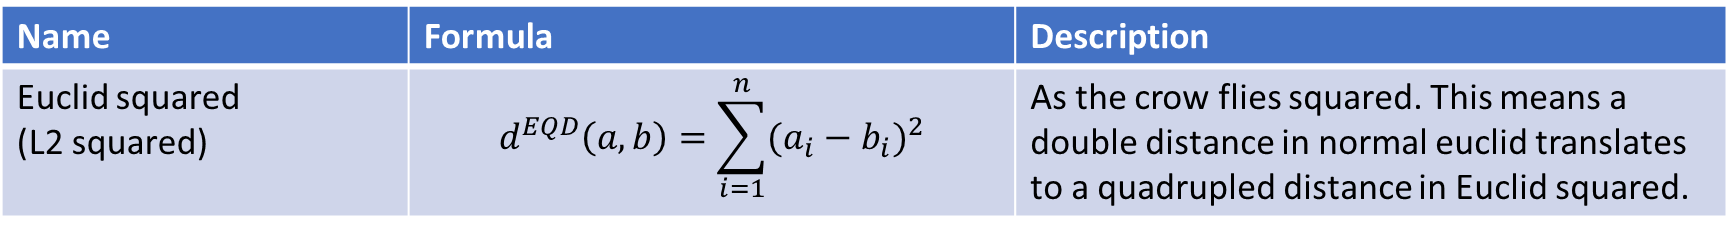 Name Formula Description
Euclid squared
(L2 squared)
d^{EQD}(a, b) = \sum_{i=1}^{n} (a_i − b_i)^2
As the crow flies squared. This means a
double distance in normal euclid translates
to a quadrupled distance in Euclid squared.